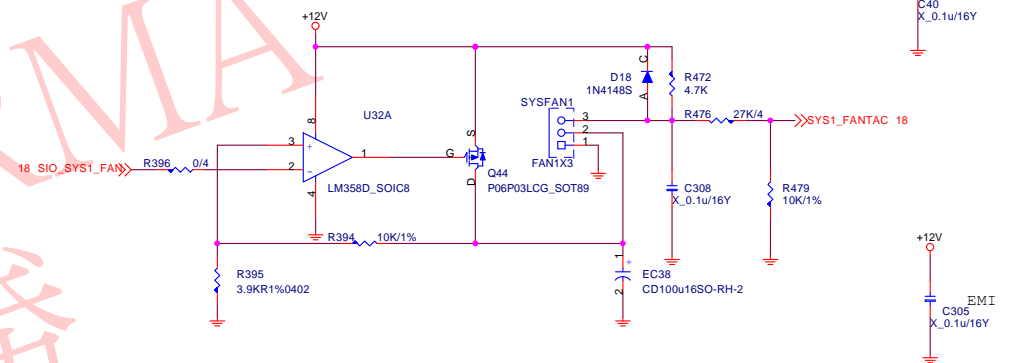 C40
X_0.1u/16Y
+12V
U32A
8
3
+
2
-
1
4
LM358D_SOIC8
18 SIO_SYS1_FAN
R396
0/4
S
G
D
Q44
P06P03LCG_SOT89
SYSFAN1
3
2
1
FAN1X3
C
D18
1N4148S
A
R472
4.7K
R476
27K/4
SYS1_FANTAC 18
C308
X_0.1u/16Y
R479
10K/1%
R394
10K/1%
R395
3.9KR1%0402
1
+
2
EC38
CD100u16SO-RH-2
+12V
EMI
C305
X_0.1u/16Y
RMA